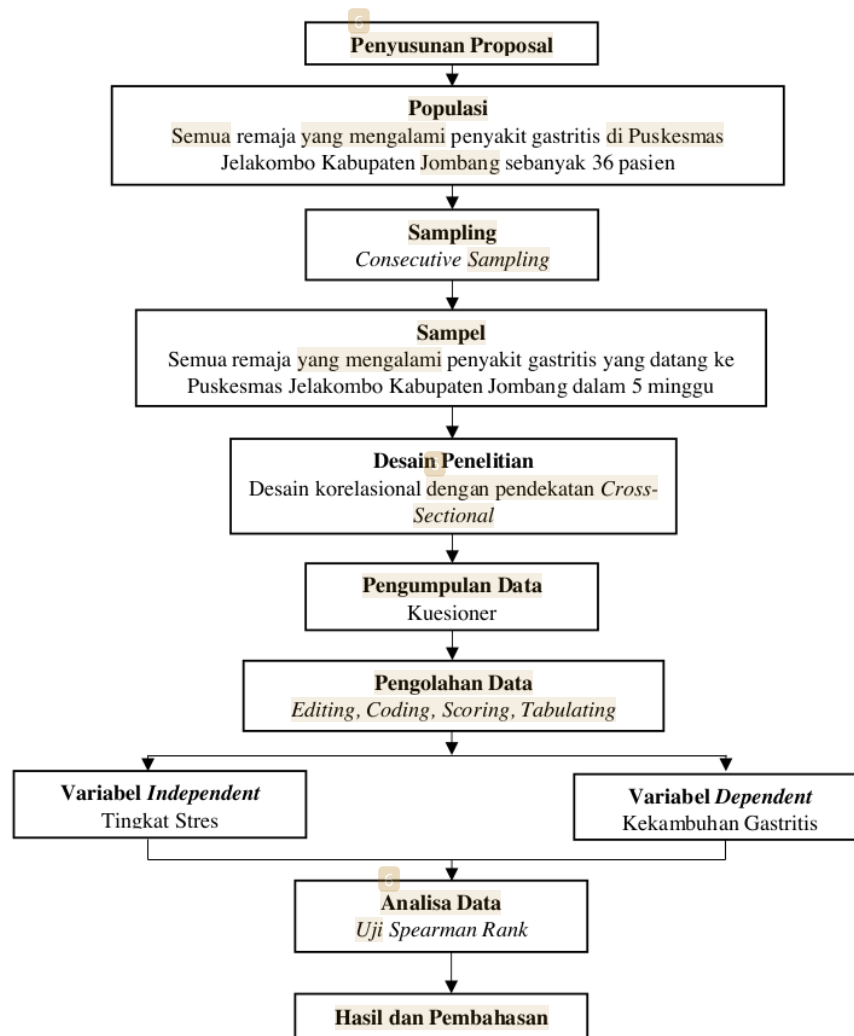 Penyusunan Proposal
Populasi
Semua remaja yang mengalami penyakit gastritis di Puskesmas
Jelakombo Kabupaten Jombang sebanyak 36 pasien
Sampling
Consecutive Sampling
Sampel
Semua remaja yang mengalami penyakit gastritis yang datang ke
Puskesmas Jelakombo Kabupaten Jombang dalam 5 minggu
Desain Penelitian
Desain korelasional dengan pendekatan Cross-
Sectional
Pengumpulan Data
Kuesioner
Pengolahan Data
Editing, Coding, Scoring, Tabulating
Variabel Independent
Tingkat Stres
Variabel Dependent
Kekambuhan Gastritis
6
Analisa Data
Uji Spearman Rank
Hasil dan Pembahasan
6